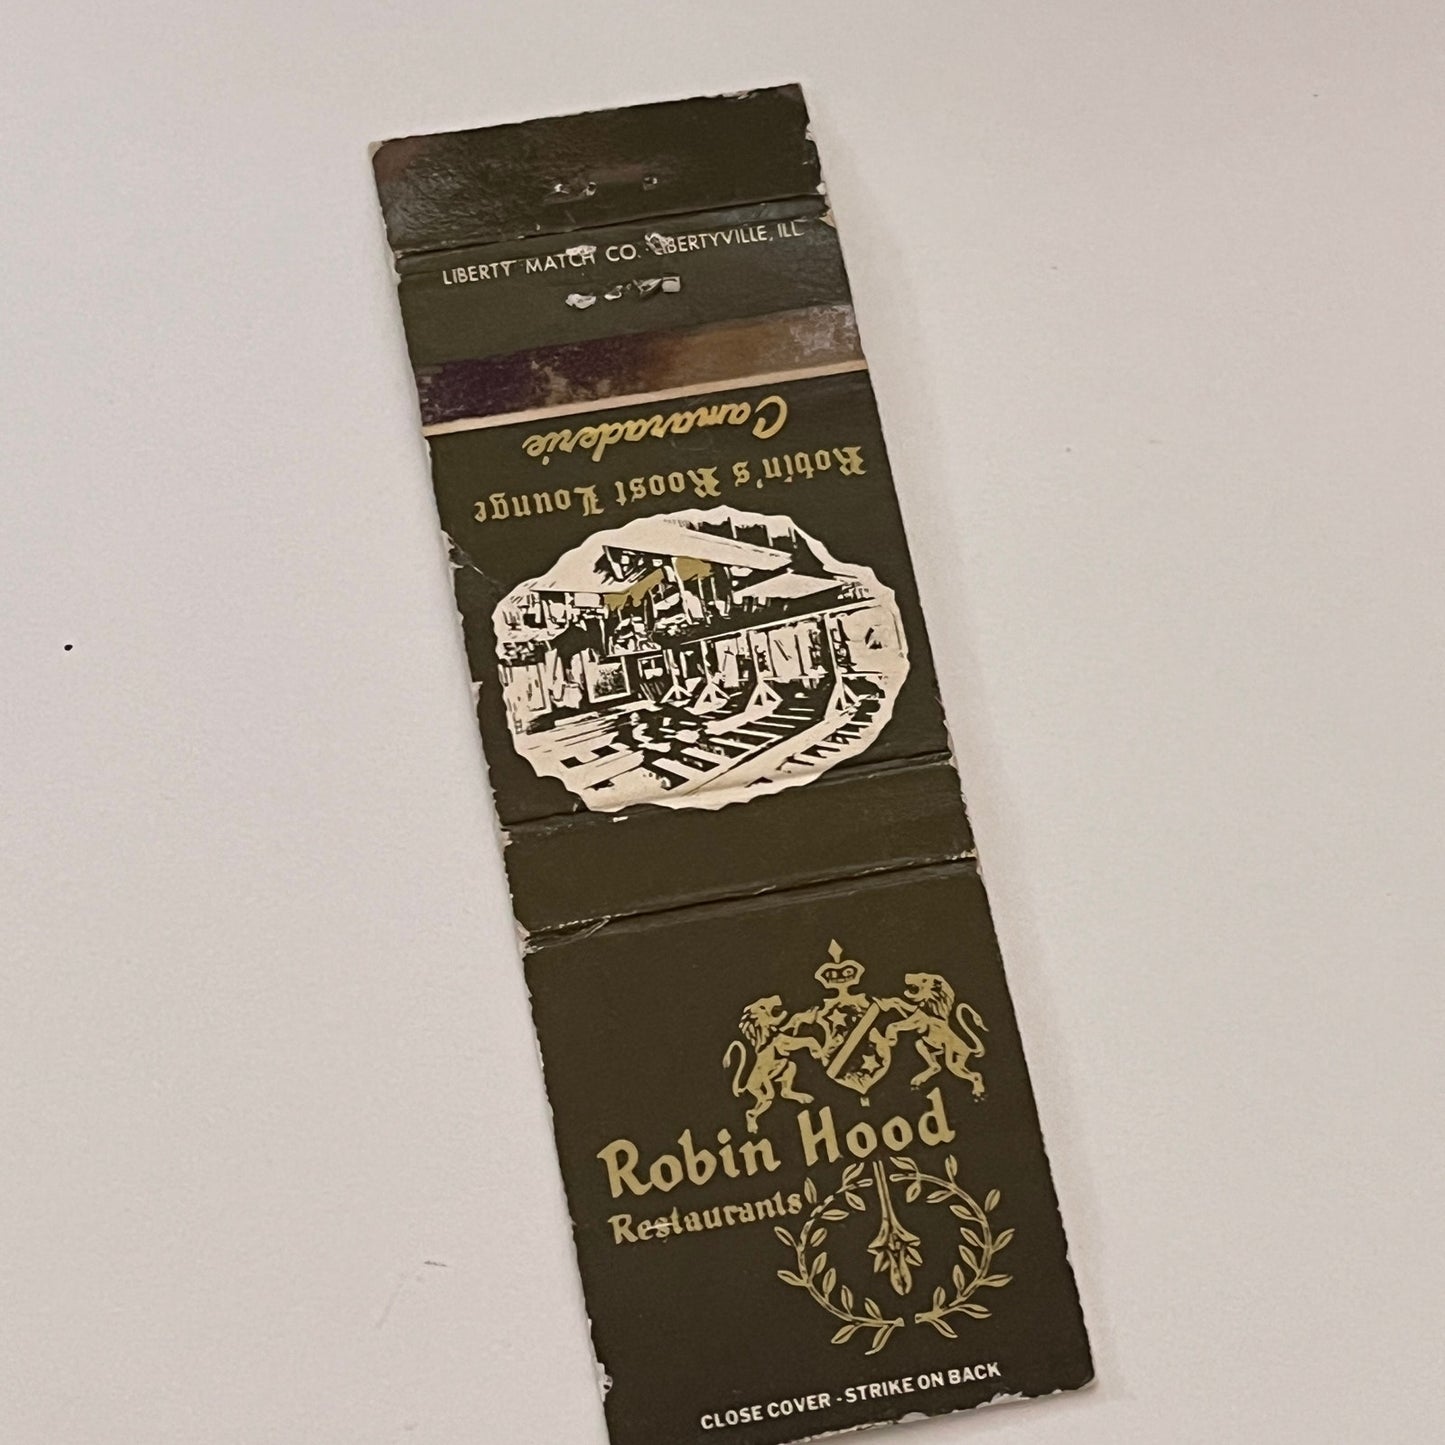 LIBERTY MATCH CO. LIBERTYVILLE, ILL
Camaraderie
Robin's Roost Lounge
Robin Hood
Restaurants
CLOSE COVER - STRIKE ON BACK